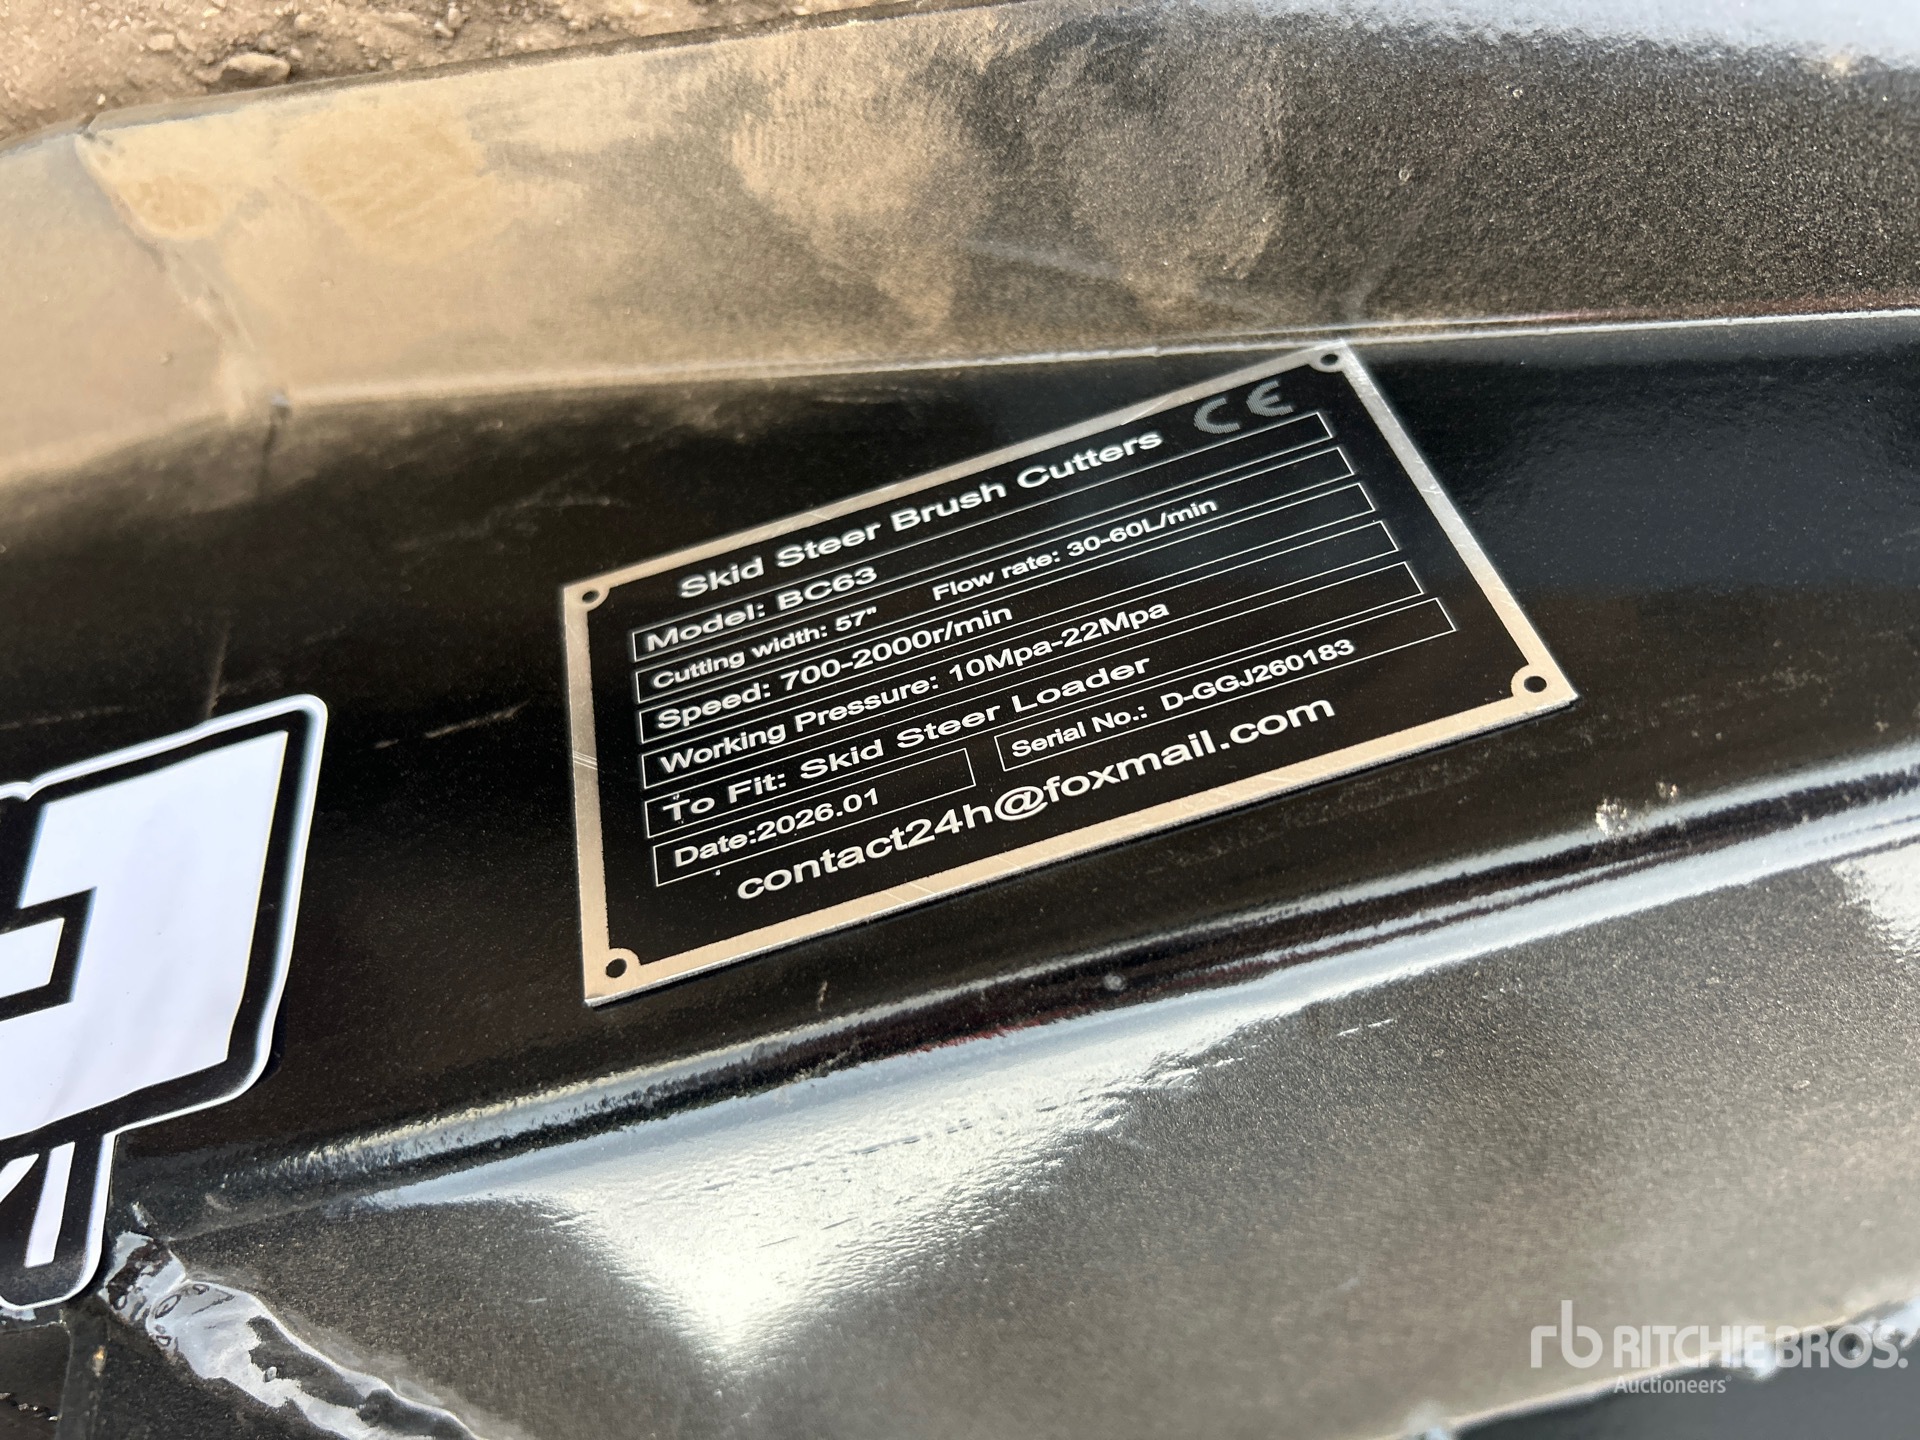 Skid Steer Brush Cutters CE
Model: BC63
Cutting width: 57" Flow rate: 30-60L/min
Speed: 700-2000r/min
Working Pressure: 10Mpa-22Mpa
To Fit: Skid Steer Loader
Date:2026.01 Serial No.: D-GGJ260183
contact24h@foxmail.com
rb RITCHIE BROS.
Auctioneers